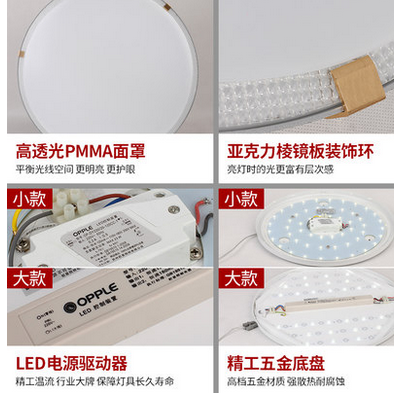 高透光PMMA面罩
平衡光线空间 更明亮 更护眼
亚克力棱镜板装饰环
亮灯时的光更富有层次感
小款
OPPLE
小款
大款
OPPLE
LED 控制装置
大款
LED电源驱动器
精工温流 行业大牌 保障灯具长久寿命
精工五金底盘
高档五金材质 强散热耐腐蚀